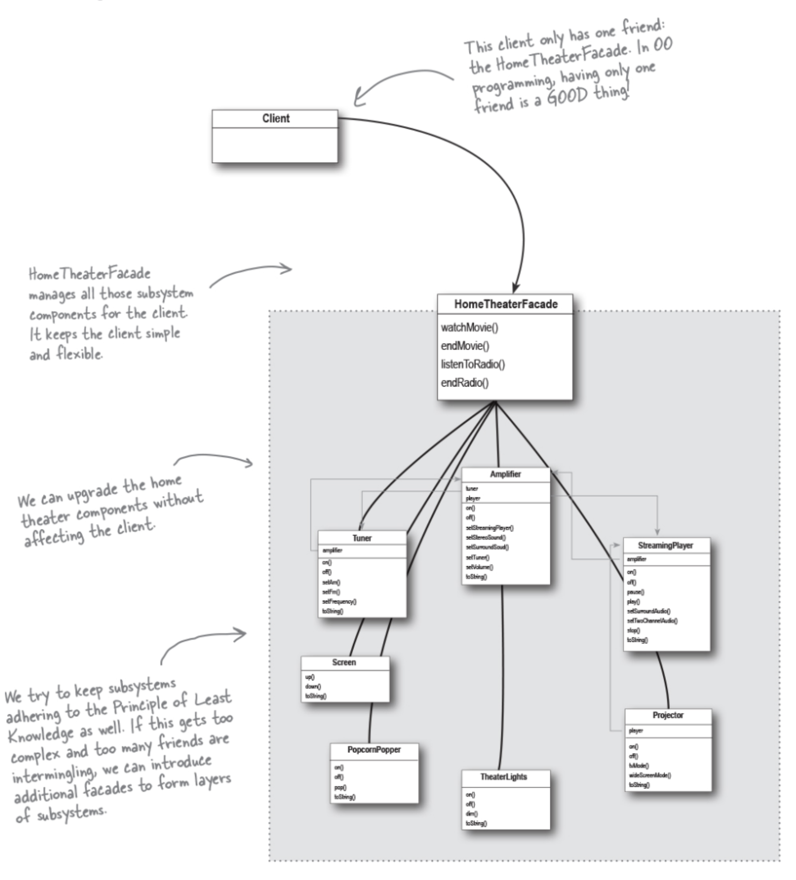 This client only has one friend:
the HomeTheaterFacade. In OO
programming, having only one
friend is a GOOD thing!
Client
HomeTheaterFacade
manages all those subsystem
components for the client.
It keeps the client simple
and flexible.
HomeTheaterFacade
watchMovie()
endMovie()
listenToRadio()
endRadio()
We can upgrade the home
theater components without
affecting the client.
Amplifier
tuner
player
on()
off()
setStreamingPlayer()
setStereoSound()
setSurroundSound()
setTuner()
setVolume()
toString()
Tuner
amplifier
on()
off()
setAm()
setFm()
setFrequency()
toString()
StreamingPlayer
amplifier
on()
off()
pause()
play()
setSurroundAudio()
setTwoChannelAudio()
stop()
toString()
We try to keep subsystems
adhering to the Principle of Least
Knowledge as well. If this gets too
complex and too many friends are
intermingling, we can introduce
additional facades to form layers
of subsystems.
Screen
up()
down()
toString()
Projector
player
on()
off()
tvMode()
wideScreenMode()
toString()
PopcornPopper
on()
off()
pop()
toString()
TheaterLights
on()
off()
dim()
toString()